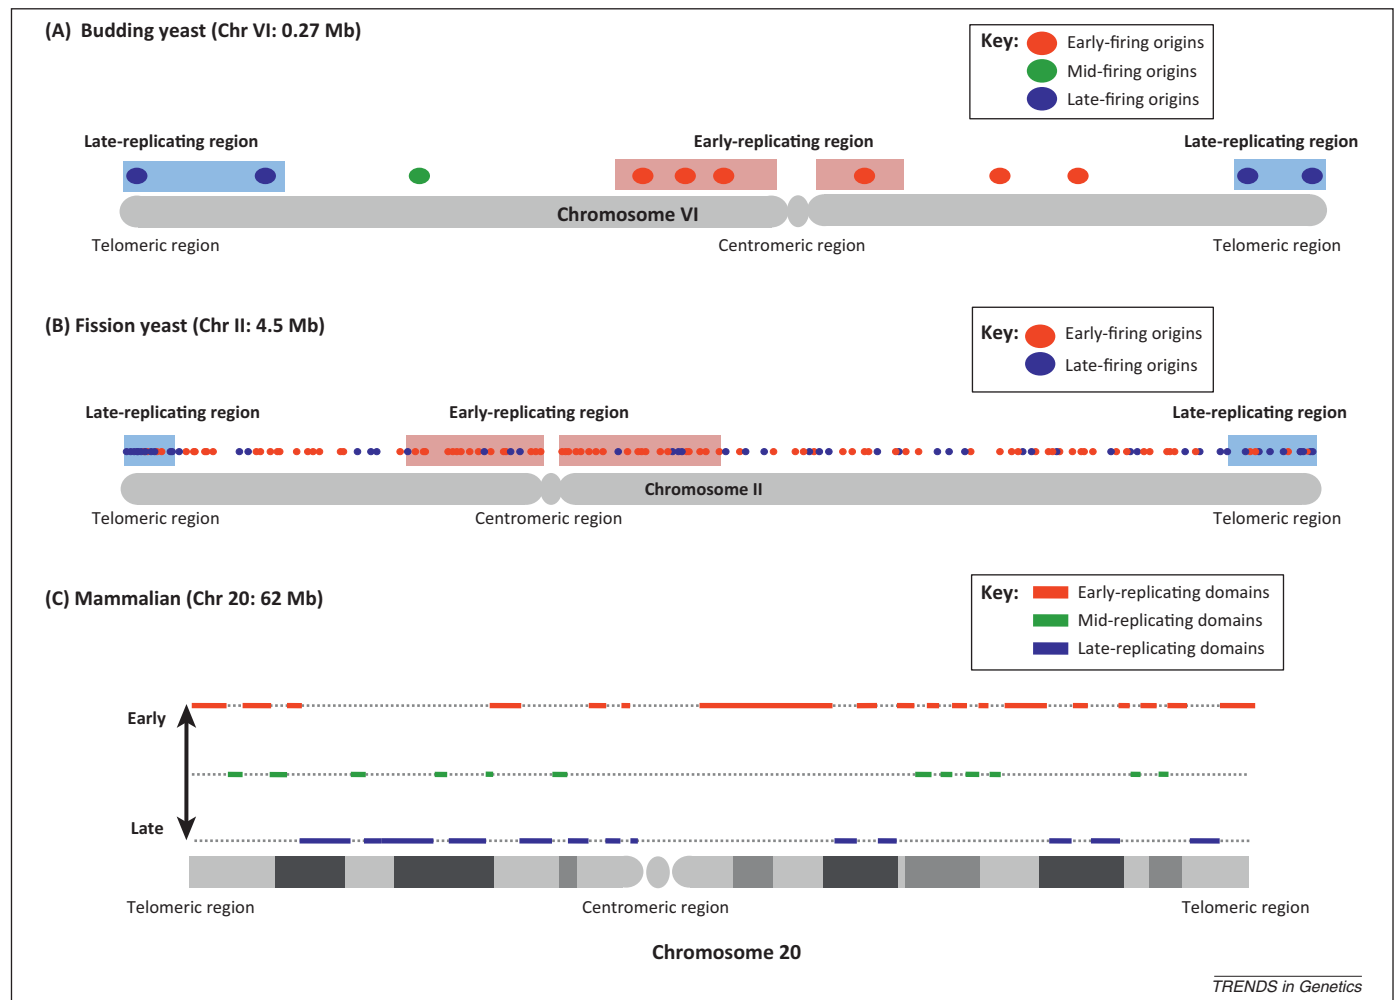 (A) Budding yeast (Chr VI: 0.27 Mb)
Key: Early-firing origins
Mid-firing origins
Late-firing origins
Late-replicating region Early-replicating region Late-replicating region
Chromosome VI
Telomeric region Centromeric region Telomeric region
(B) Fission yeast (Chr II: 4.5 Mb)
Key: Early-firing origins
Late-firing origins
Late-replicating region Early-replicating region Late-replicating region
Chromosome II
Telomeric region Centromeric region Telomeric region
(C) Mammalian (Chr 20: 62 Mb)
Key: Early-replicating domains
Mid-replicating domains
Late-replicating domains
Early
Late
Telomeric region Centromeric region Telomeric region
Chromosome 20
TRENDS in Genetics